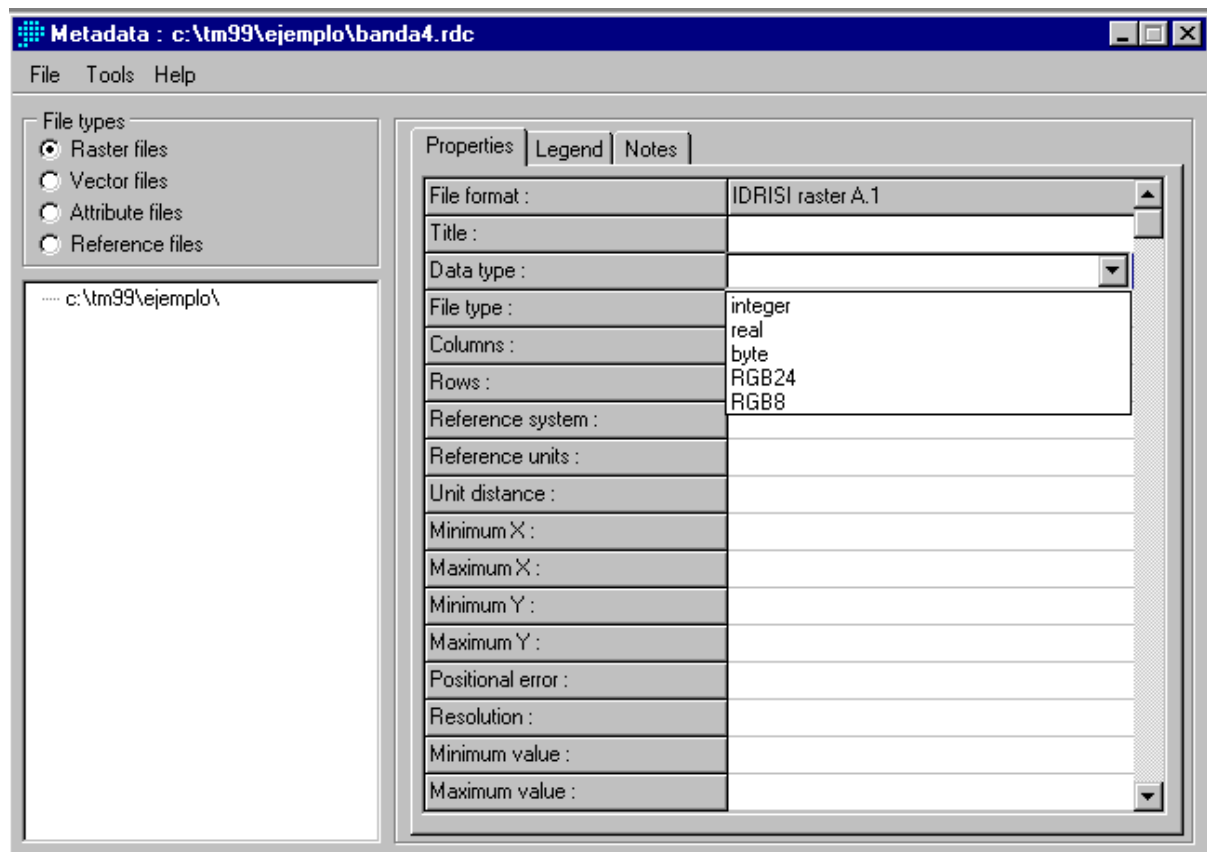 Metadata : c:\tm99\ejemplo\banda4.rdc
File Tools Help
File types
Raster files
Vector files
Attribute files
Reference files
c:\tm99\ejemplo\
Properties Legend Notes
File format : IDRISI raster A.1
Title :
Data type :
integer
real
byte
RGB24
RGB8
File type :
Columns :
Rows :
Reference system :
Reference units :
Unit distance :
Minimum X :
Maximum X :
Minimum Y :
Maximum Y :
Positional error :
Resolution :
Minimum value :
Maximum value :